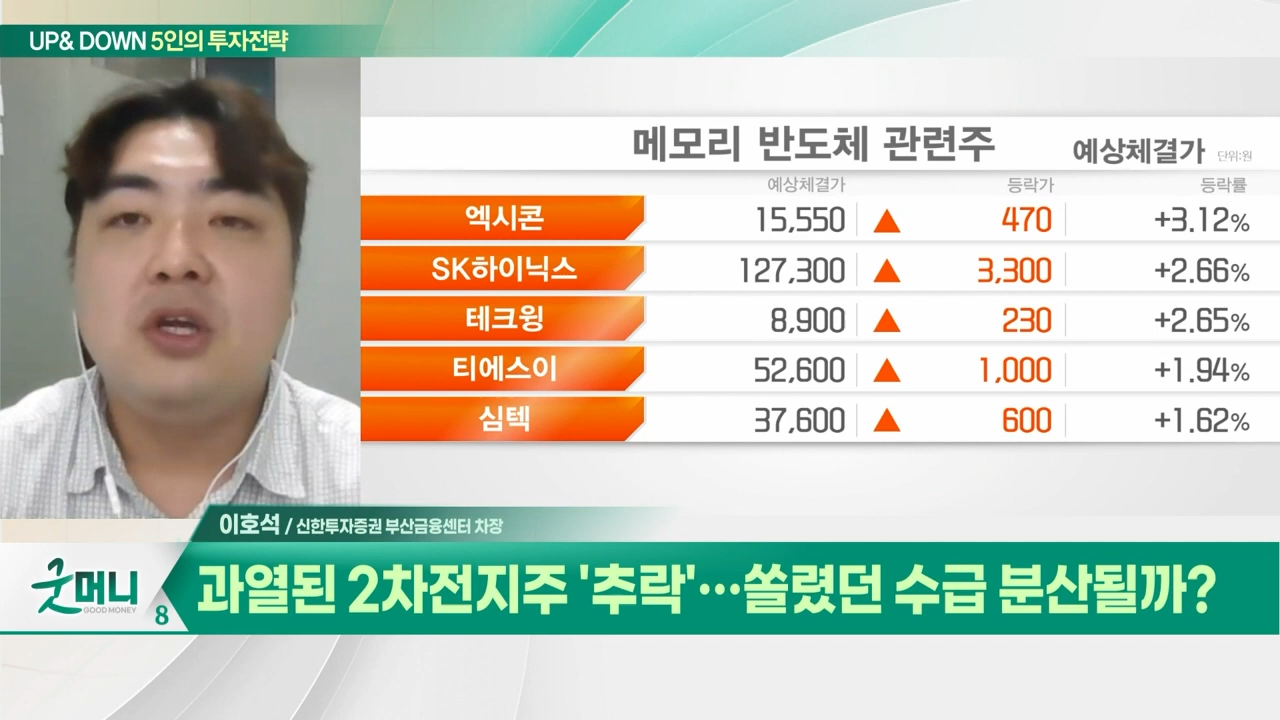 UP& DOWN 5인의 투자전략
메모리 반도체 관련주 예상체결가 단위:원
예상체결가 등락가 등락률
엑시콘 15,550 ▲ 470 +3.12%
SK하이닉스 127,300 ▲ 3,300 +2.66%
테크윙 8,900 ▲ 230 +2.65%
티에스이 52,600 ▲ 1,000 +1.94%
심텍 37,600 ▲ 600 +1.62%
이호석 / 신한투자증권 부산금융센터 차장
굿머니
GOOD MONEY
8
과열된 2차전지주 '추락'…쏠렸던 수급 분산될까?